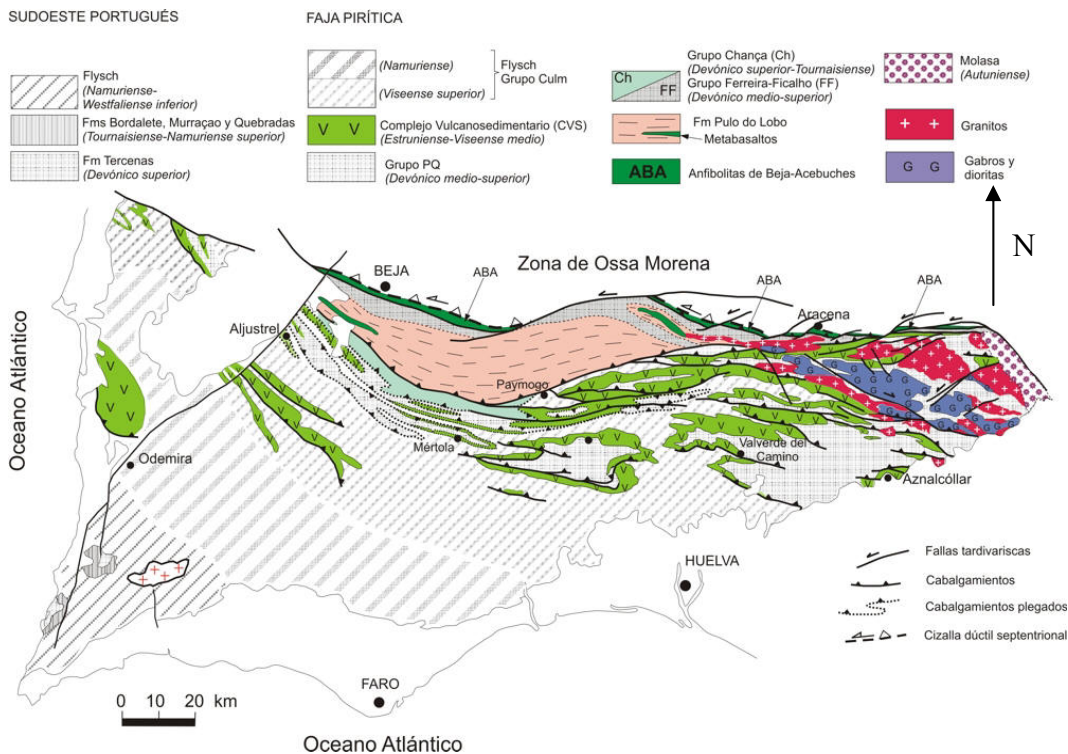 SUDOESTE PORTUGUÉS
Flysch
(Namuriense-
Westfaliense inferior)
Fms Bordalete, Murraçao y Quebradas
(Tournaisiense-Namuriense superior)
Fm Tercenas
(Devónico superior)
FAJA PIRÍTICA
(Namuriense)
(Viseense superior)
Flysch
Grupo Culm
V V
Complejo Vulcanosedimentario (CVS)
(Estruniense-Viseense medio)
Grupo PQ
(Devónico medio-superior)
Ch
FF
Grupo Chança (Ch)
(Devónico superior-Tournaisiense)
Grupo Ferreira-Ficalho (FF)
(Devónico medio-superior)
Fm Pulo do Lobo
Metabasaltos
ABA
Anfibolitas de Beja-Acebuches
Molasa
(Autuniense)
Granitos
G G
Gabros y
dioritas
N
Zona de Ossa Morena
BEJA
ABA
ABA
ABA
Aracena
Aljustrel
Paymogo
Mértola
Valverde del
Camino
Aznalcóllar
Odemira
Oceano Atlántico
HUELVA
FARO
0 10 20 km
Oceano Atlántico
Fallas tardivariscas
Cabalgamientos
Cabalgamientos plegados
Cizalla dúctil septentrional